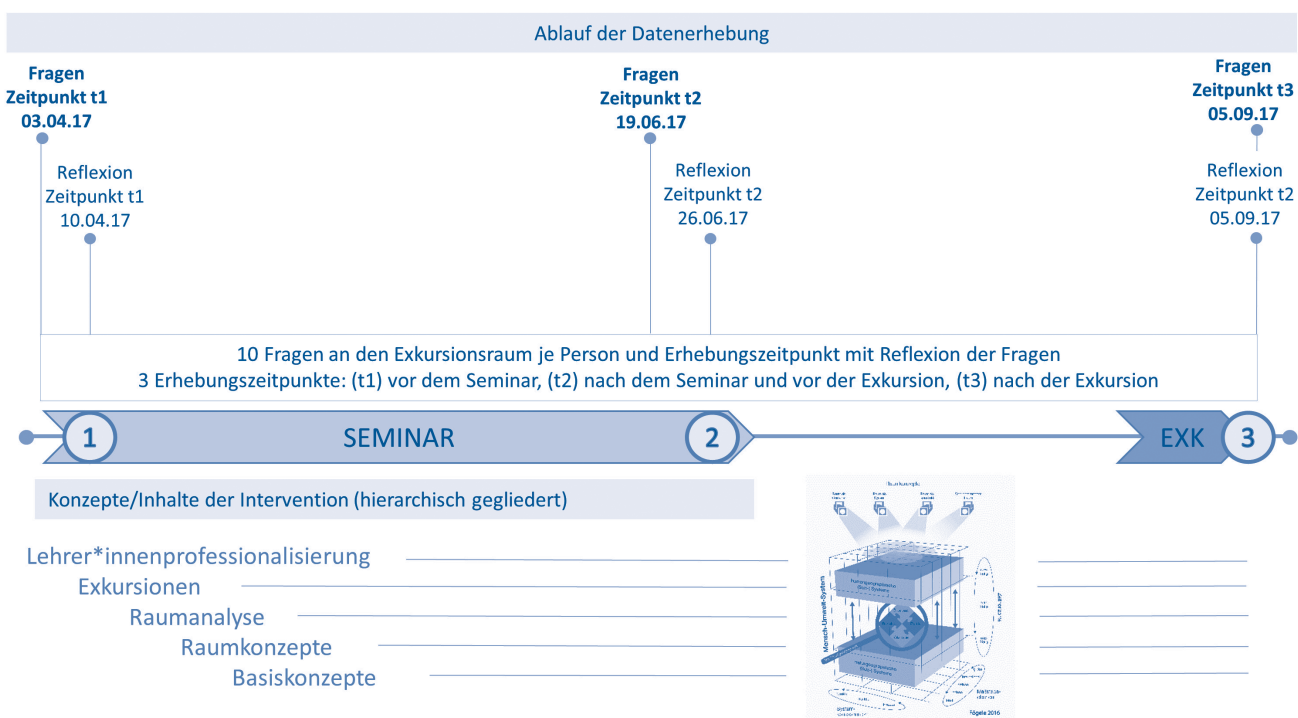 Ablauf der Datenerhebung
Fragen
Zeitpunkt t1
03.04.17
Fragen
Zeitpunkt t2
19.06.17
Fragen
Zeitpunkt t3
05.09.17
Reflexion
Zeitpunkt t1
10.04.17
Reflexion
Zeitpunkt t2
26.06.17
Reflexion
Zeitpunkt t2
05.09.17
10 Fragen an den Exkursionsraum je Person und Erhebungszeitpunkt mit Reflexion der Fragen
3 Erhebungszeitpunkte: (t1) vor dem Seminar, (t2) nach dem Seminar und vor der Exkursion, (t3) nach der Exkursion
1 SEMINAR 2 EXK 3
Konzepte/Inhalte der Intervention (hierarchisch gegliedert)
Lehrer*innenprofessionalisierung
Exkursionen
Raumanalyse
Raumkonzepte
Basiskonzepte
Raumkonzepte
Mensch-Umwelt-System
Fögele 2016